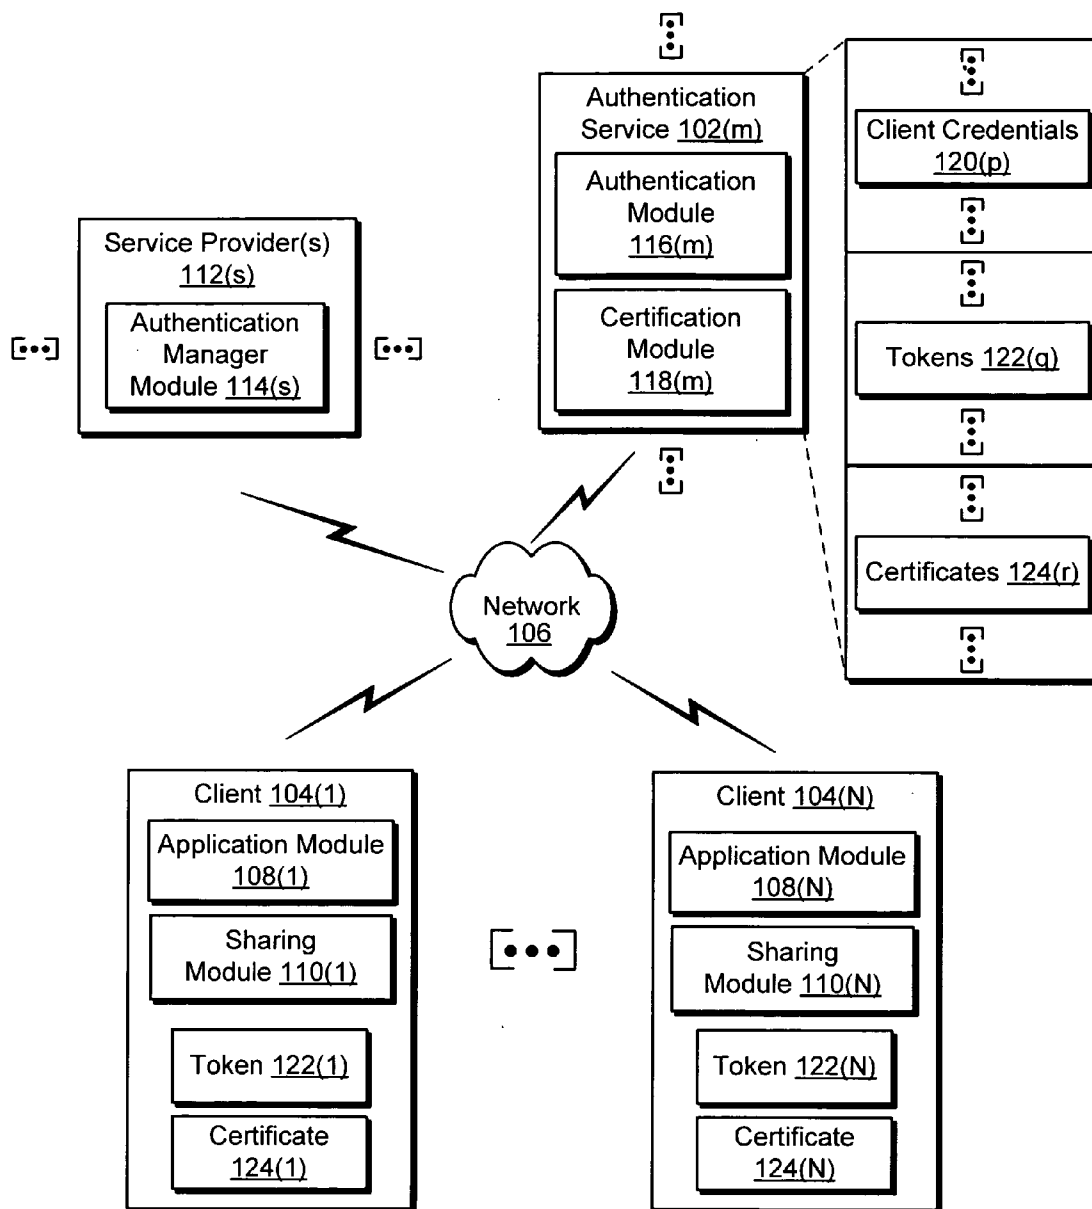 Authentication
Service 102(m)
Authentication
Module
116(m)
Certification
Module
118(m)
Client Credentials
120(p)
Tokens 122(q)
Certificates 124(r)
Service Provider(s)
112(s)
Authentication
Manager
Module 114(s)
Network
106
Client 104(1)
Application Module
108(1)
Sharing
Module 110(1)
Token 122(1)
Certificate
124(1)
Client 104(N)
Application Module
108(N)
Sharing
Module 110(N)
Token 122(N)
Certificate
124(N)